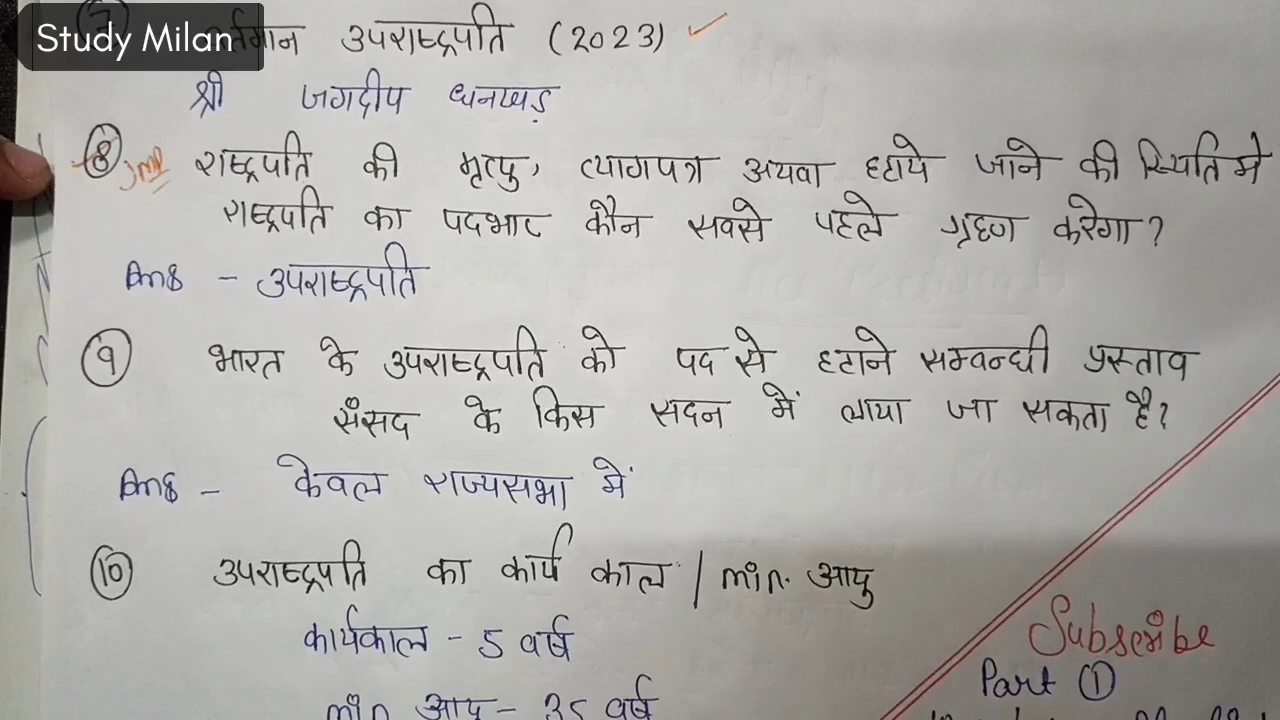 Study Milan
वर्तमान उपराष्ट्रपति (2023)
श्री जगदीप धनखड़
8 Imp राष्ट्रपति की मृत्यु, त्यागपत्र अथवा हटाये जाने की स्थिति मे
राष्ट्रपति का पदभार कौन सबसे पहले ग्रहण करेगा?
Ans - उपराष्ट्रपति
9 भारत के उपराष्ट्रपति को पद से हटाने सम्बन्धी प्रस्ताव
संसद के किस सदन में लाया जा सकता है?
Ans - केवल राज्यसभा में
10 उपराष्ट्रपति का कार्य काल / min. आयु
कार्यकाल - 5 वर्ष
min आयु - 35 वर्ष
Subscribe
Part 1